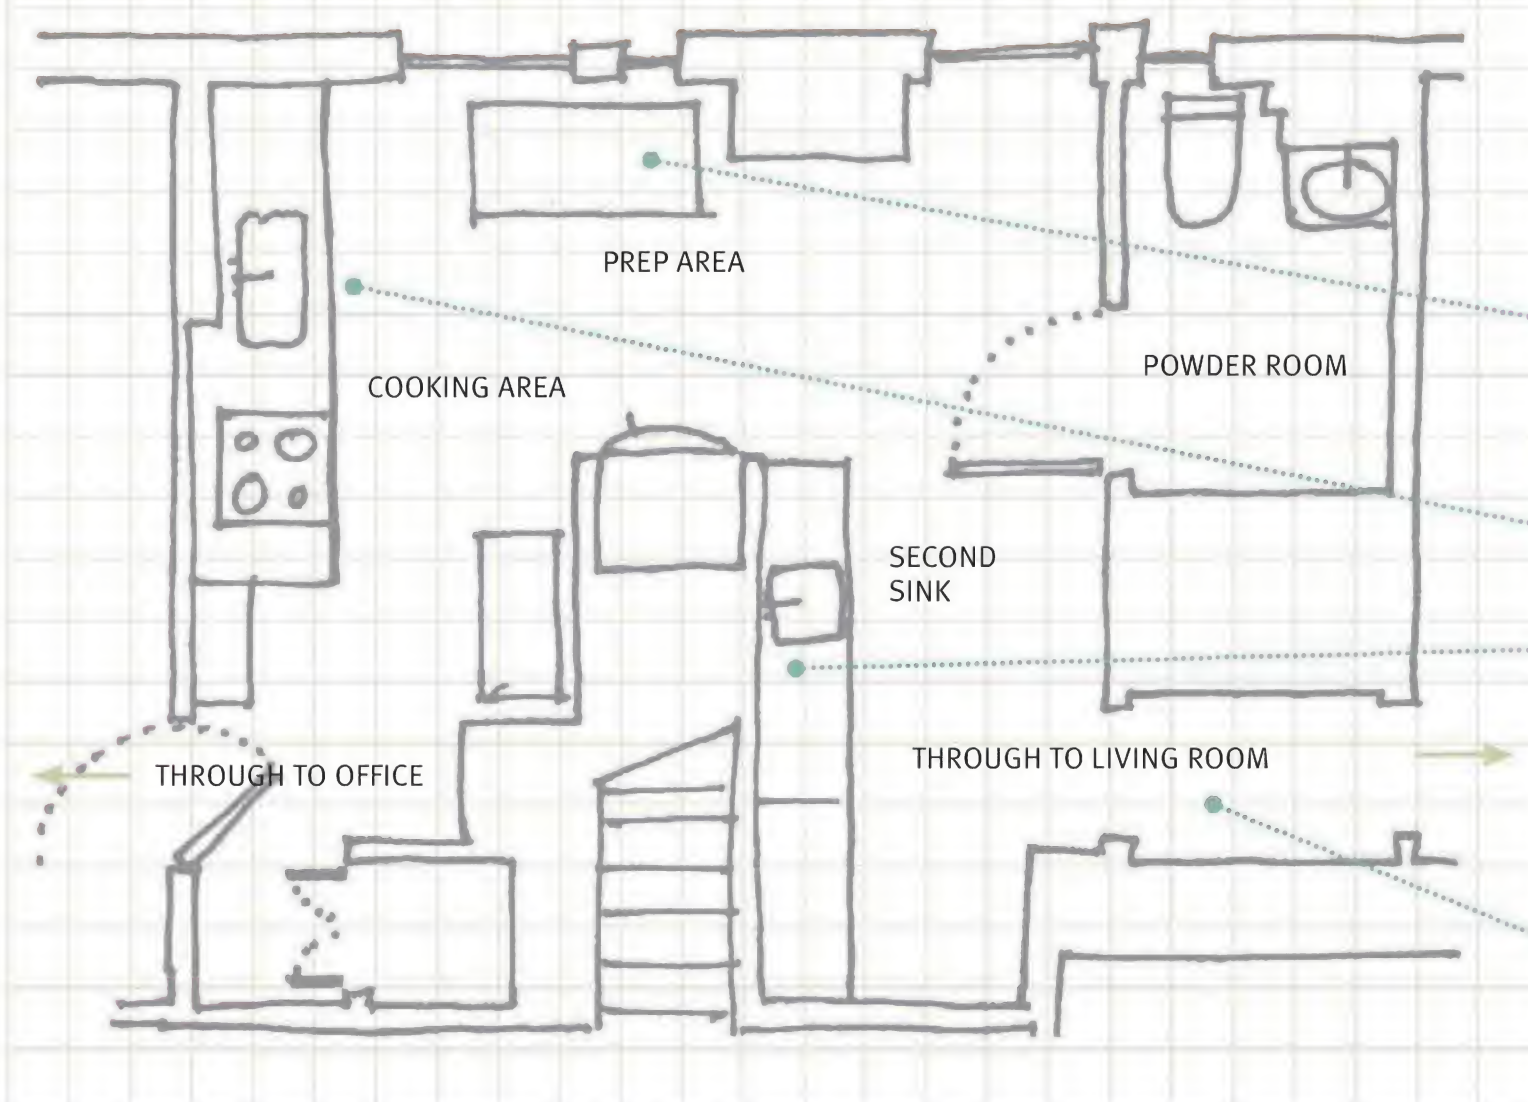 PREP AREA
POWDER ROOM
COOKING AREA
SECOND
SINK
THROUGH TO LIVING ROOM
THROUGH TO OFFICE